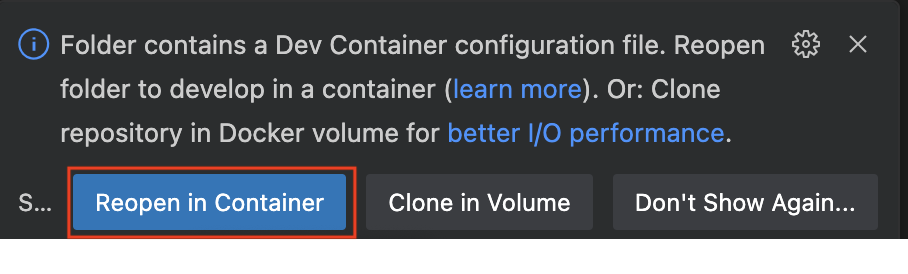 Folder contains a Dev Container configuration file. Reopen
folder to develop in a container (learn more). Or: Clone
repository in Docker volume for better I/O performance.
S... Reopen in Container Clone in Volume Don't Show Again...